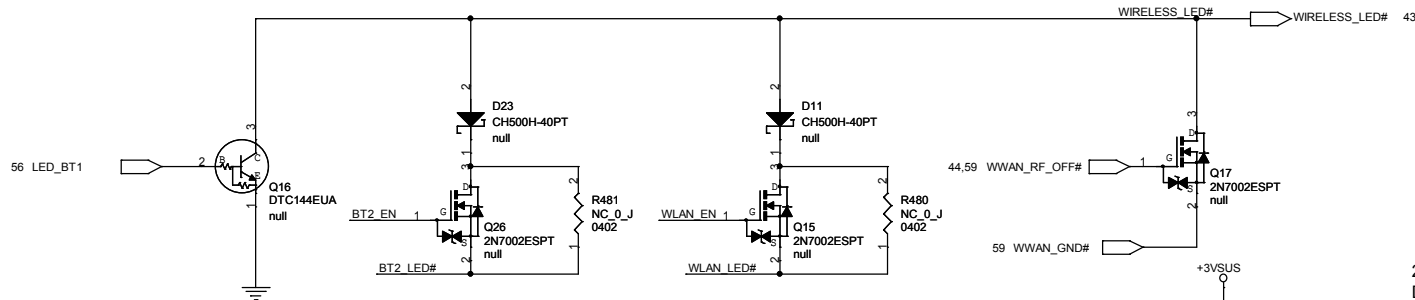 WIRELESS_LED#
WIRELESS_LED# 43
2
D23
CH500H-40PT
null
1
2
D11
CH500H-40PT
null
1
3
56 LED_BT1
2
B
C
E
Q16
DTC144EUA
null
1
3
D
BT2_EN 1
G
S
Q26
2N7002ESPT
null
2
BT2_LED#
2
R481
NC_0_J
0402
1
3
D
WLAN_EN 1
G
S
Q15
2N7002ESPT
null
2
WLAN_LED#
2
R480
NC_0_J
0402
1
3
D
44,59 WWAN_RF_OFF#
1
G
S
Q17
2N7002ESPT
null
2
59 WWAN_GND#
+3VSUS
2